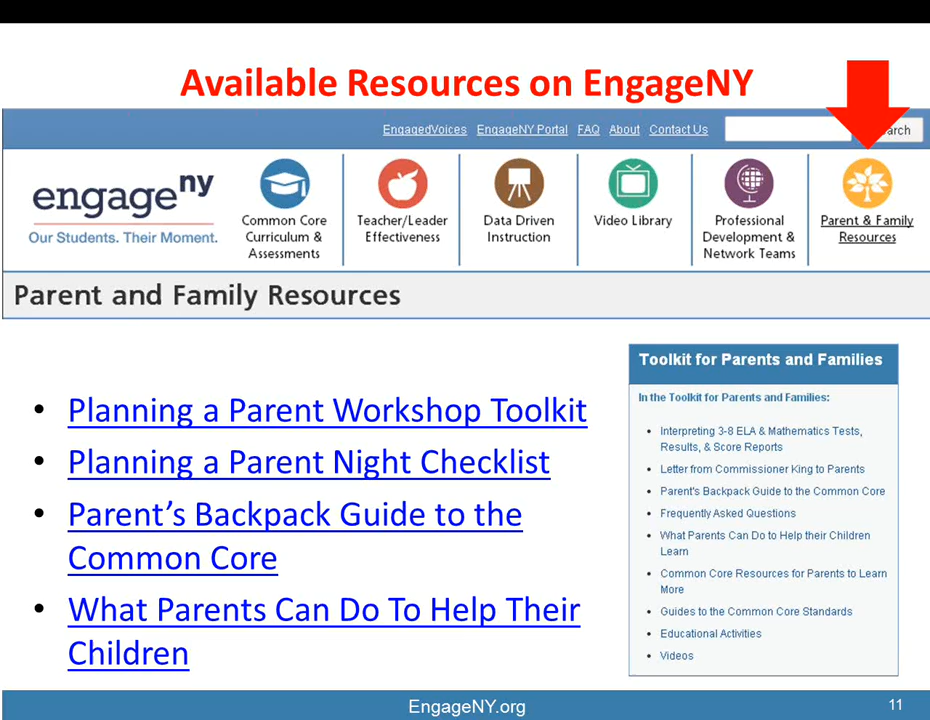 Available Resources on EngageNY
EngagedVoices EngageNY Portal FAQ About Contact Us
engage ny
Our Students. Their Moment.
Common Core
Curriculum &
Assessments
Teacher/Leader
Effectiveness
Data Driven
Instruction
Video Library
Professional
Development &
Network Teams
Parent & Family
Resources
Parent and Family Resources
• Planning a Parent Workshop Toolkit
• Planning a Parent Night Checklist
• Parent’s Backpack Guide to the
Common Core
• What Parents Can Do To Help Their
Children
Toolkit for Parents and Families
In the Toolkit for Parents and Families:
• Interpreting 3-8 ELA & Mathematics Tests,
Results, & Score Reports
• Letter from Commissioner King to Parents
• Parent's Backpack Guide to the Common Core
• Frequently Asked Questions
• What Parents Can Do to Help their Children
Learn
• Common Core Resources for Parents to Learn
More
• Guides to the Common Core Standards
• Educational Activities
• Videos
EngageNY.org
11